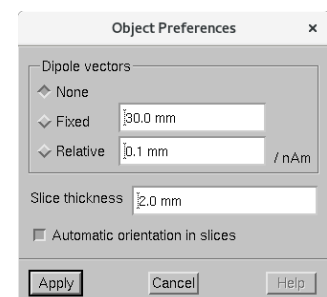 Object Preferences ×
Dipole vectors
None
Fixed 30.0 mm
Relative 0.1 mm / nAm
Slice thickness 2.0 mm
Automatic orientation in slices
Apply Cancel Help